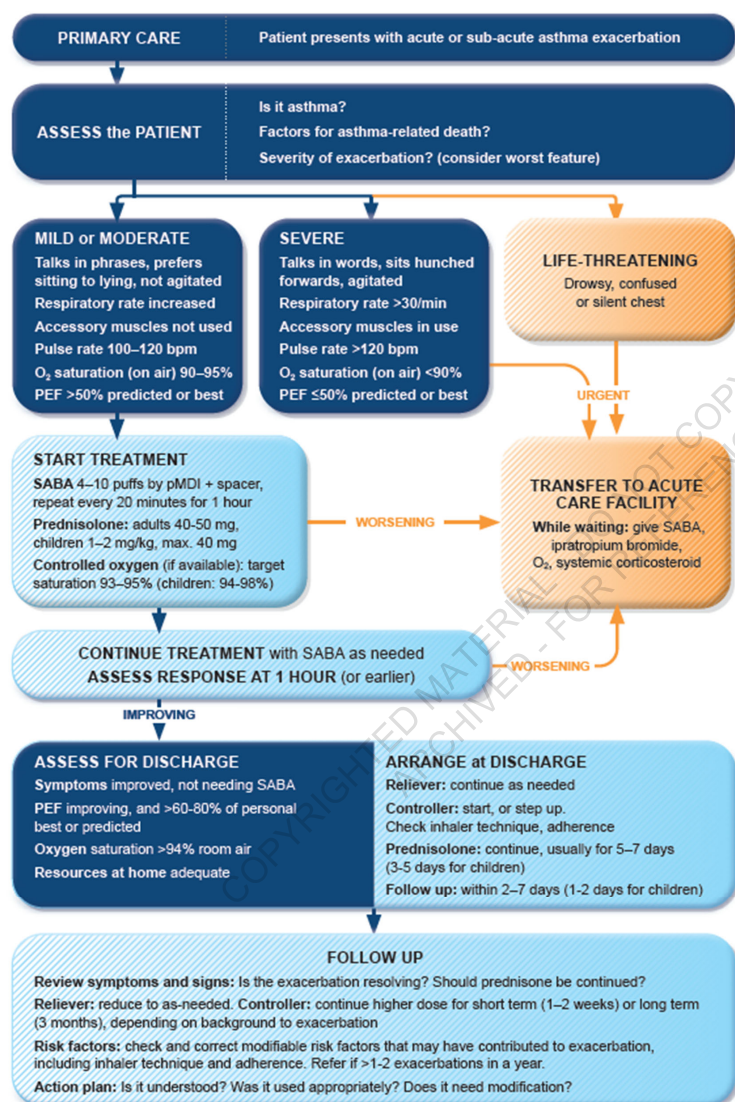 PRIMARY CARE
Patient presents with acute or sub-acute asthma exacerbation
ASSESS the PATIENT
Is it asthma?
Factors for asthma-related death?
Severity of exacerbation? (consider worst feature)
MILD or MODERATE
Talks in phrases, prefers
sitting to lying, not agitated
Respiratory rate increased
Accessory muscles not used
Pulse rate 100–120 bpm
O₂ saturation (on air) 90–95%
PEF >50% predicted or best
SEVERE
Talks in words, sits hunched
forwards, agitated
Respiratory rate >30/min
Accessory muscles in use
Pulse rate >120 bpm
O₂ saturation (on air) <90%
PEF ≤50% predicted or best
LIFE-THREATENING
Drowsy, confused
or silent chest
URGENT
START TREATMENT
SABA 4–10 puffs by pMDI + spacer,
repeat every 20 minutes for 1 hour
Prednisolone: adults 40-50 mg,
children 1–2 mg/kg, max. 40 mg
Controlled oxygen (if available): target
saturation 93–95% (children: 94-98%)
WORSENING
TRANSFER TO ACUTE
CARE FACILITY
While waiting: give SABA,
ipratropium bromide,
O₂, systemic corticosteroid
CONTINUE TREATMENT with SABA as needed
ASSESS RESPONSE AT 1 HOUR (or earlier)
WORSENING
IMPROVING
ASSESS FOR DISCHARGE
Symptoms improved, not needing SABA
PEF improving, and >60-80% of personal
best or predicted
Oxygen saturation >94% room air
Resources at home adequate
ARRANGE at DISCHARGE
Reliever: continue as needed
Controller: start, or step up.
Check inhaler technique, adherence
Prednisolone: continue, usually for 5–7 days
(3-5 days for children)
Follow up: within 2–7 days (1-2 days for children)
FOLLOW UP
Review symptoms and signs: Is the exacerbation resolving? Should prednisone be continued?
Reliever: reduce to as-needed. Controller: continue higher dose for short term (1–2 weeks) or long term
(3 months), depending on background to exacerbation
Risk factors: check and correct modifiable risk factors that may have contributed to exacerbation,
including inhaler technique and adherence. Refer if >1-2 exacerbations in a year.
Action plan: Is it understood? Was it used appropriately? Does it need modification?
COPYRIGHTED MATERIAL
NOT COPY
ARCHIVED - FOR